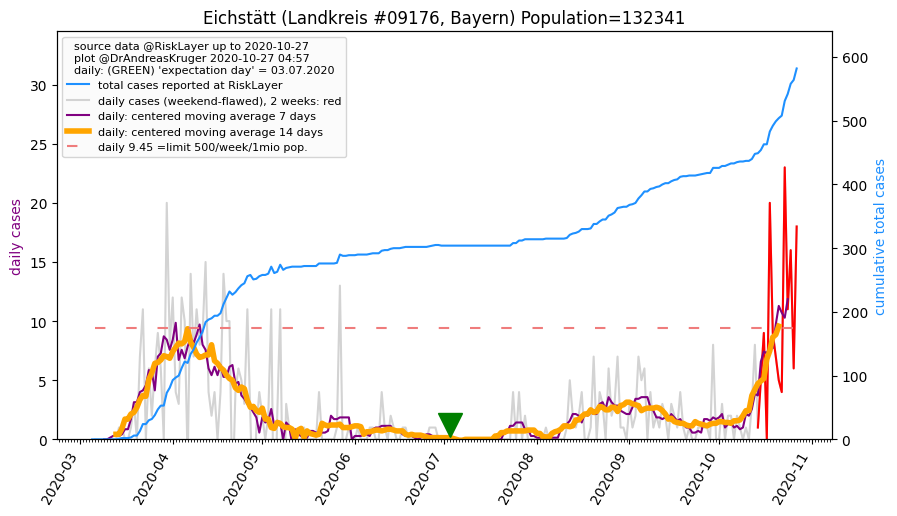 Eichstätt (Landkreis #09176, Bayern) Population=132341
source data @RiskLayer up to 2020-10-27
plot @DrAndreasKruger 2020-10-27 04:57
daily: (GREEN) 'expectation day' = 03.07.2020
total cases reported at RiskLayer
daily cases (weekend-flawed), 2 weeks: red
daily: centered moving average 7 days
daily: centered moving average 14 days
daily 9.45 =limit 500/week/1mio pop.
daily cases
30
25
20
15
10
5
0
cumulative total cases
600
500
400
300
200
100
0
2020-03
2020-04
2020-05
2020-06
2020-07
2020-08
2020-09
2020-10
2020-11